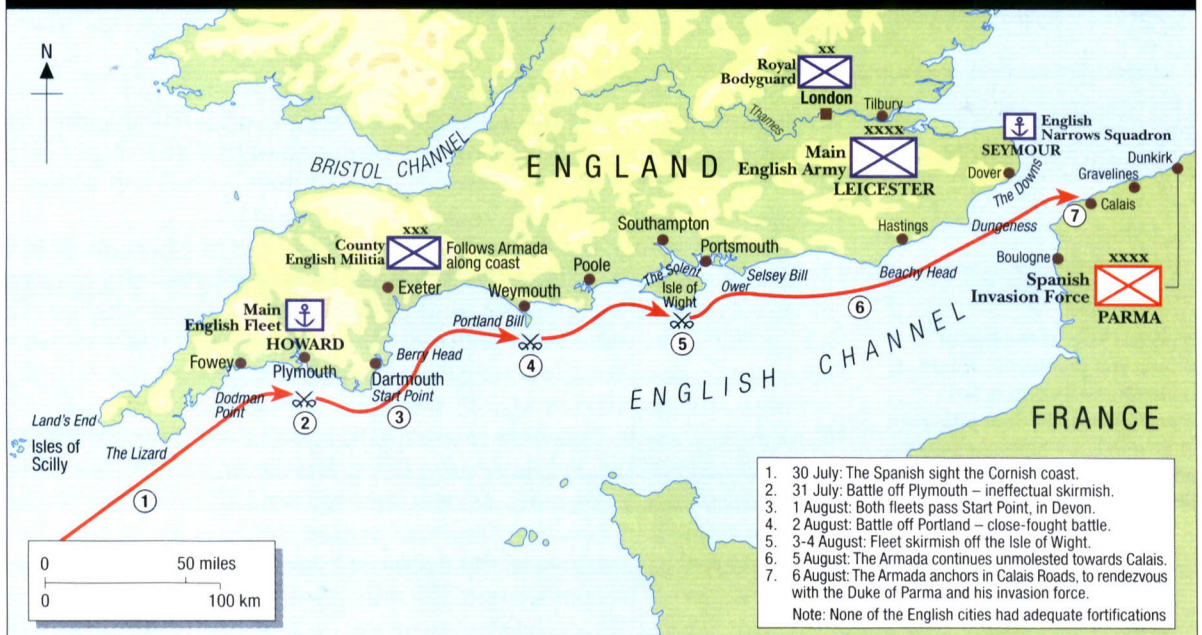 N
xx
Royal
Bodyguard
London
Tilbury
Thames
xxxx
Main
English Army
LEICESTER
English
Narrows Squadron
SEYMOUR
Dover
The Downs
Dunkirk
Gravelines
Calais
7
BRISTOL CHANNEL
ENGLAND
xxx
County
English Militia
Follows Armada
along coast
Exeter
Southampton
Portsmouth
Poole
The Solent
Isle of
Wight
Ower
Selsey Bill
Hastings
Dungeness
Beachy Head
Boulogne
xxxx
Spanish
Invasion Force
PARMA
Weymouth
Portland Bill
4
5
6
Main
English Fleet
HOWARD
Fowey
Plymouth
Berry Head
Dartmouth
Start Point
Dodman
Point
2
3
ENGLISH CHANNEL
FRANCE
Land's End
Isles of
Scilly
The Lizard
1
0 50 miles
0 100 km
1. 30 July: The Spanish sight the Cornish coast.
2. 31 July: Battle off Plymouth – ineffectual skirmish.
3. 1 August: Both fleets pass Start Point, in Devon.
4. 2 August: Battle off Portland – close-fought battle.
5. 3-4 August: Fleet skirmish off the Isle of Wight.
6. 5 August: The Armada continues unmolested towards Calais.
7. 6 August: The Armada anchors in Calais Roads, to rendezvous
with the Duke of Parma and his invasion force.
Note: None of the English cities had adequate fortifications